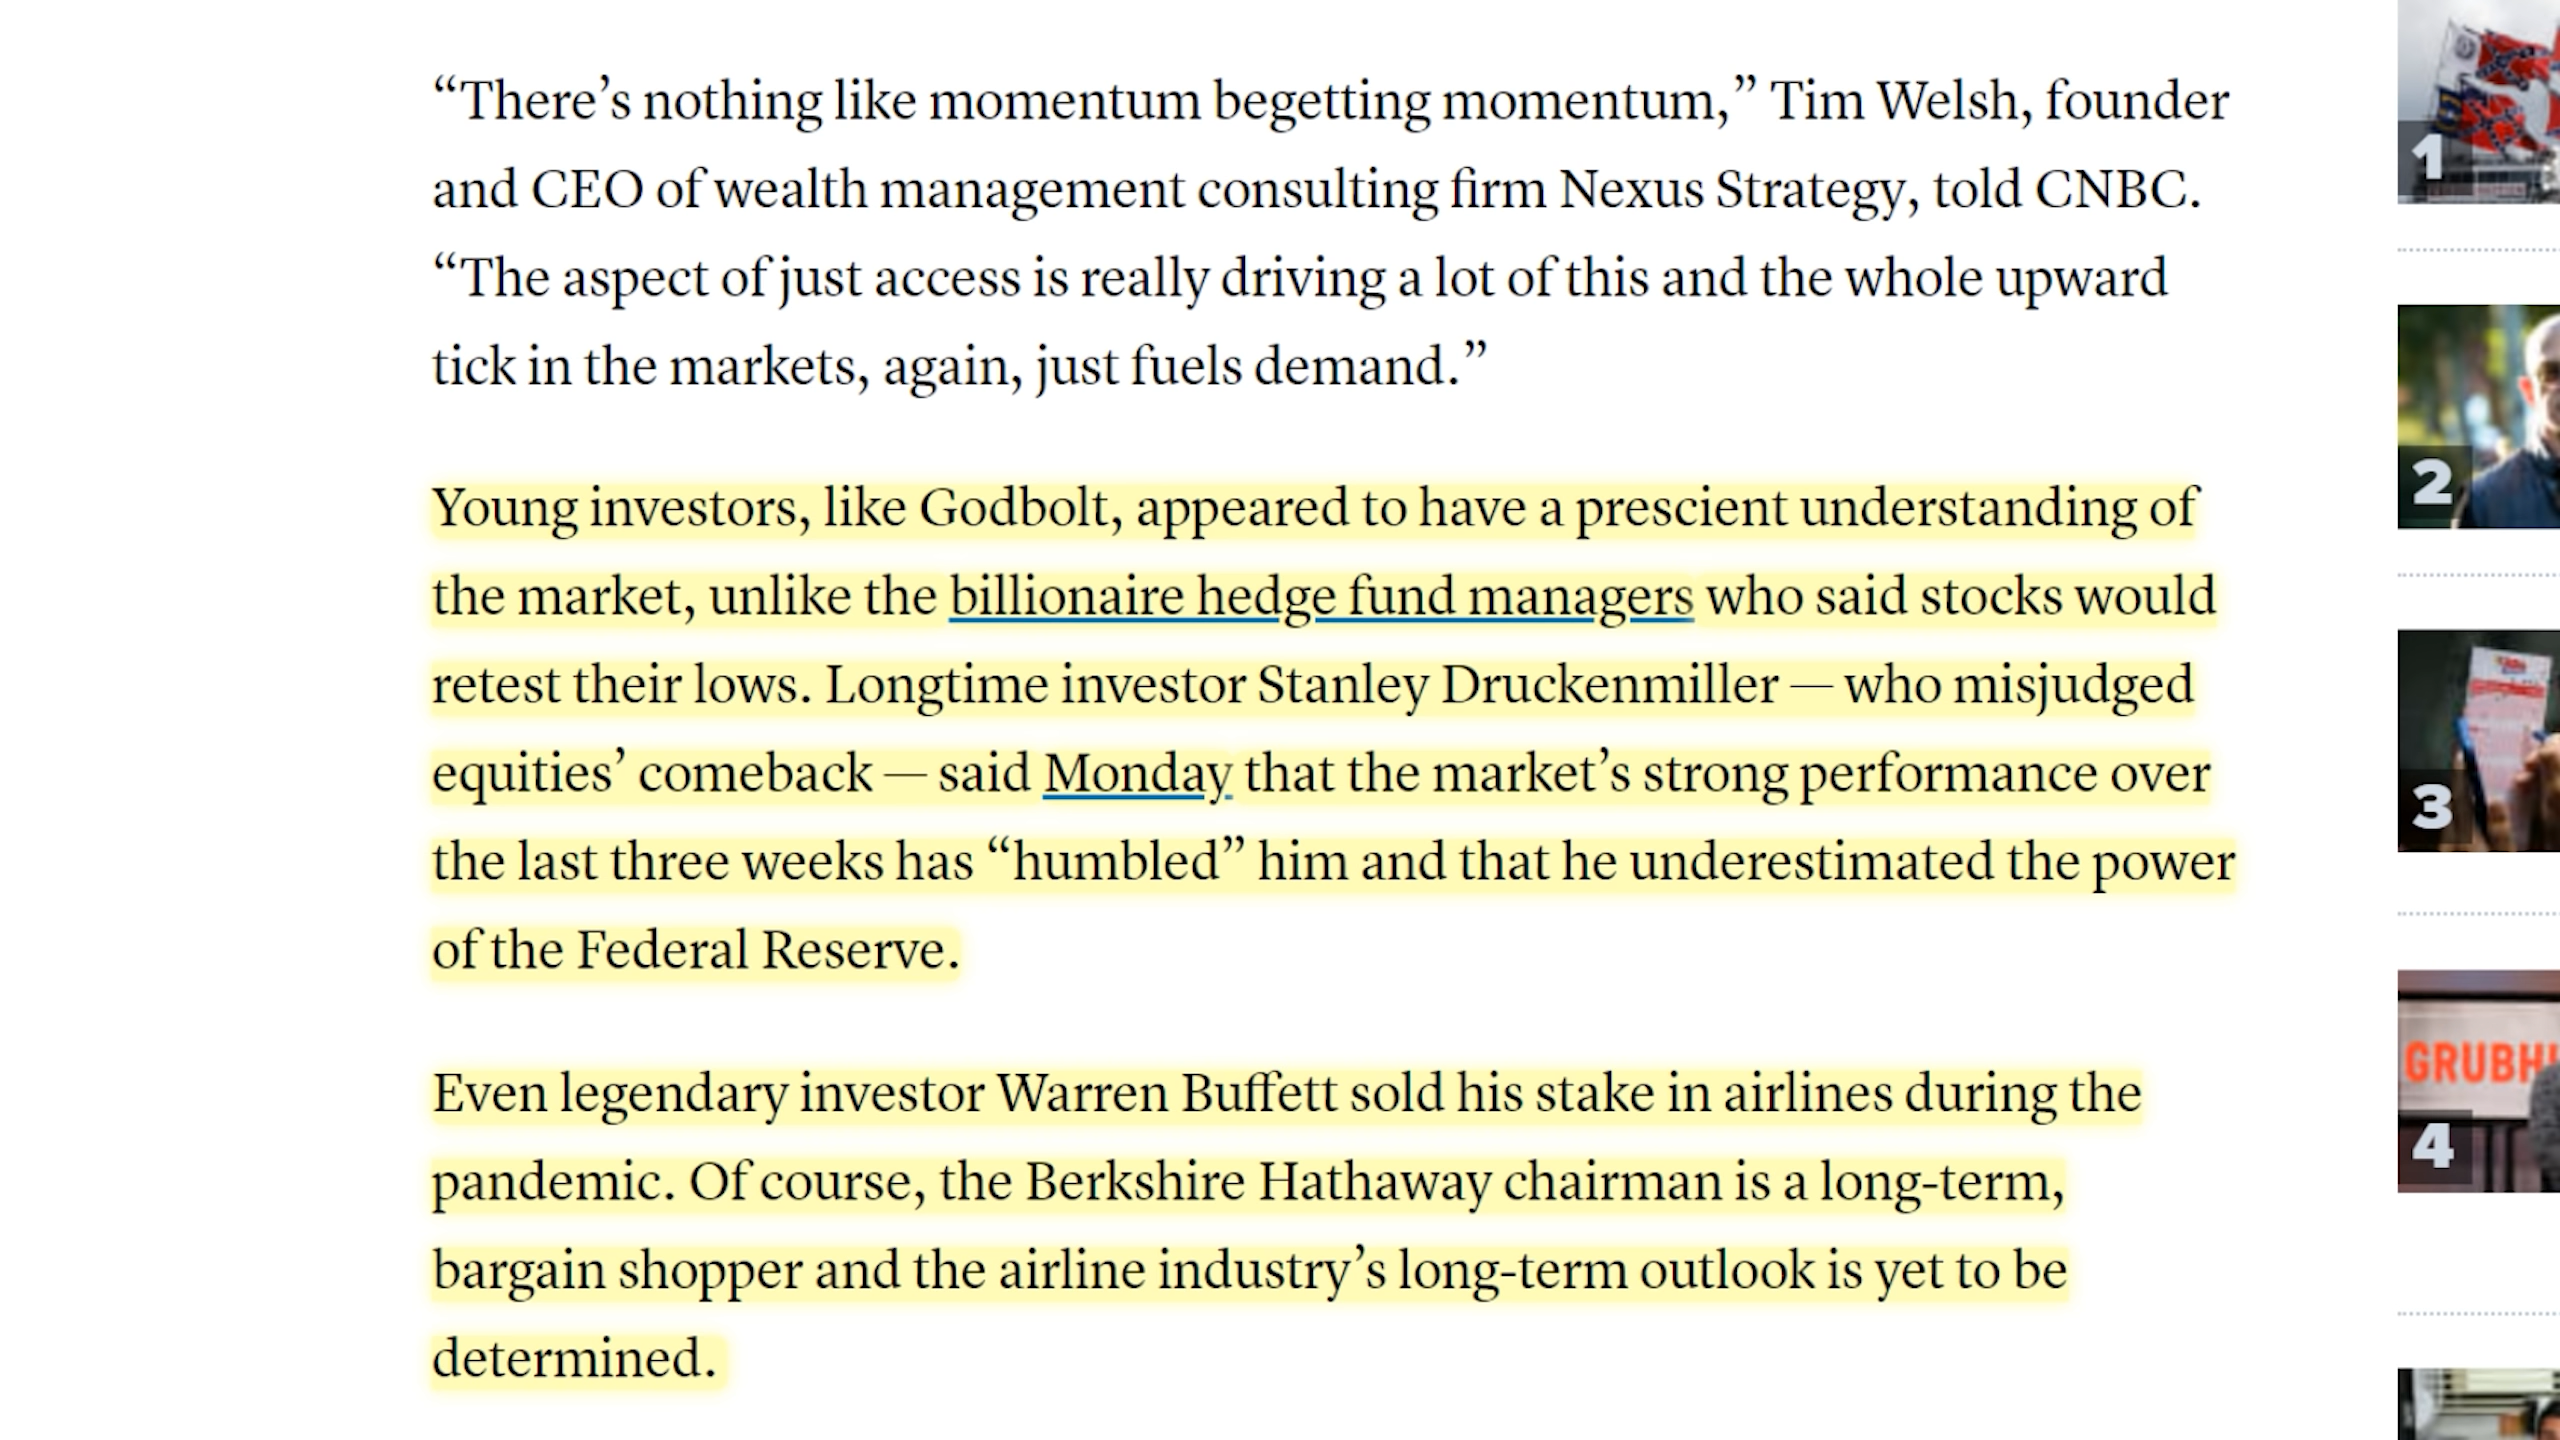 “There’s nothing like momentum begetting momentum,” Tim Welsh, founder
and CEO of wealth management consulting firm Nexus Strategy, told CNBC.
“The aspect of just access is really driving a lot of this and the whole upward
tick in the markets, again, just fuels demand.”
Young investors, like Godbolt, appeared to have a prescient understanding of
the market, unlike the billionaire hedge fund managers who said stocks would
retest their lows. Longtime investor Stanley Druckenmiller — who misjudged
equities’ comeback — said Monday that the market’s strong performance over
the last three weeks has “humbled” him and that he underestimated the power
of the Federal Reserve.
Even legendary investor Warren Buffett sold his stake in airlines during the
pandemic. Of course, the Berkshire Hathaway chairman is a long-term,
bargain shopper and the airline industry’s long-term outlook is yet to be
determined.
1
2
3
GRUBH
4